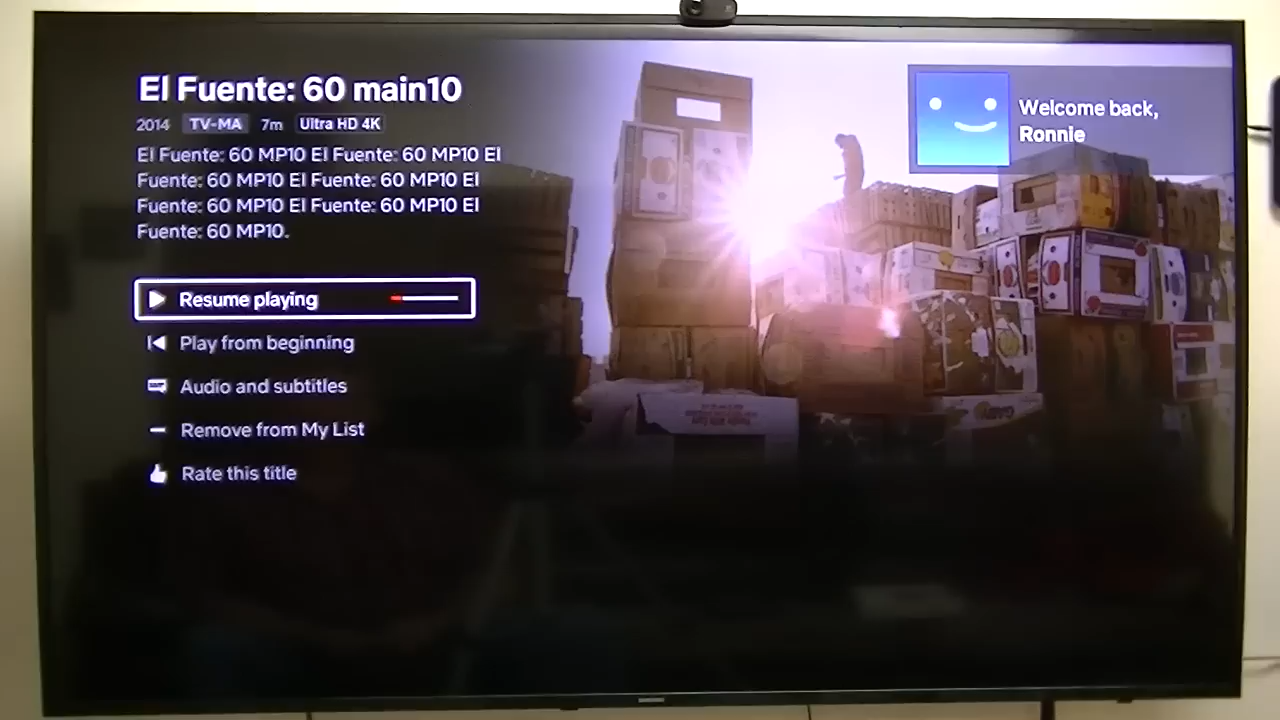 El Fuente: 60 main10
2014 TV-MA 7m Ultra HD 4K
El Fuente: 60 MP10 El Fuente: 60 MP10 El
Fuente: 60 MP10 El Fuente: 60 MP10 El
Fuente: 60 MP10 El Fuente: 60 MP10 El
Fuente: 60 MP10.
Resume playing
Play from beginning
Audio and subtitles
Remove from My List
Rate this title
Welcome back,
Ronnie